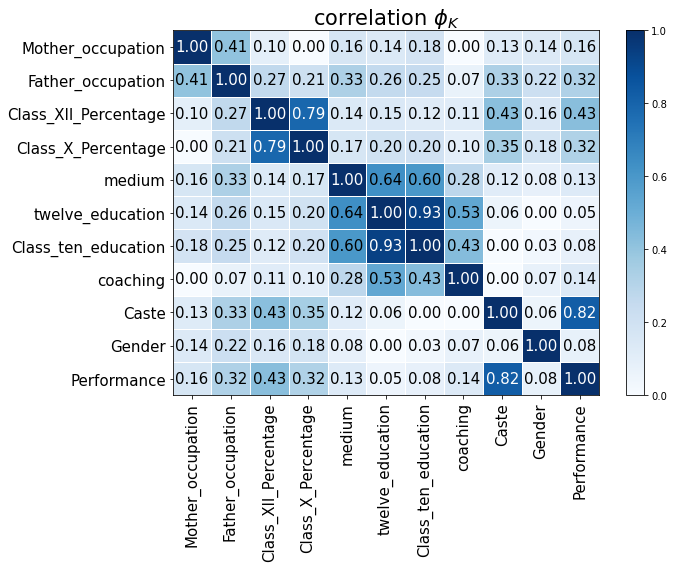 correlation ϕK
Mother_occupation 1.00 0.41 0.10 0.00 0.16 0.14 0.18 0.00 0.13 0.14 0.16
Father_occupation 0.41 1.00 0.27 0.21 0.33 0.26 0.25 0.07 0.33 0.22 0.32
Class_XII_Percentage 0.10 0.27 1.00 0.79 0.14 0.15 0.12 0.11 0.43 0.16 0.43
Class_X_Percentage 0.00 0.21 0.79 1.00 0.17 0.20 0.20 0.10 0.35 0.18 0.32
medium 0.16 0.33 0.14 0.17 1.00 0.64 0.60 0.28 0.12 0.08 0.13
twelve_education 0.14 0.26 0.15 0.20 0.64 1.00 0.93 0.53 0.06 0.00 0.05
Class_ten_education 0.18 0.25 0.12 0.20 0.60 0.93 1.00 0.43 0.00 0.03 0.08
coaching 0.00 0.07 0.11 0.10 0.28 0.53 0.43 1.00 0.00 0.07 0.14
Caste 0.13 0.33 0.43 0.35 0.12 0.06 0.00 0.00 1.00 0.06 0.82
Gender 0.14 0.22 0.16 0.18 0.08 0.00 0.03 0.07 0.06 1.00 0.08
Performance 0.16 0.32 0.43 0.32 0.13 0.05 0.08 0.14 0.82 0.08 1.00
Mother_occupation
Father_occupation
Class_XII_Percentage
Class_X_Percentage
medium
twelve_education
Class_ten_education
coaching
Caste
Gender
Performance
1.0
0.8
0.6
0.4
0.2
0.0